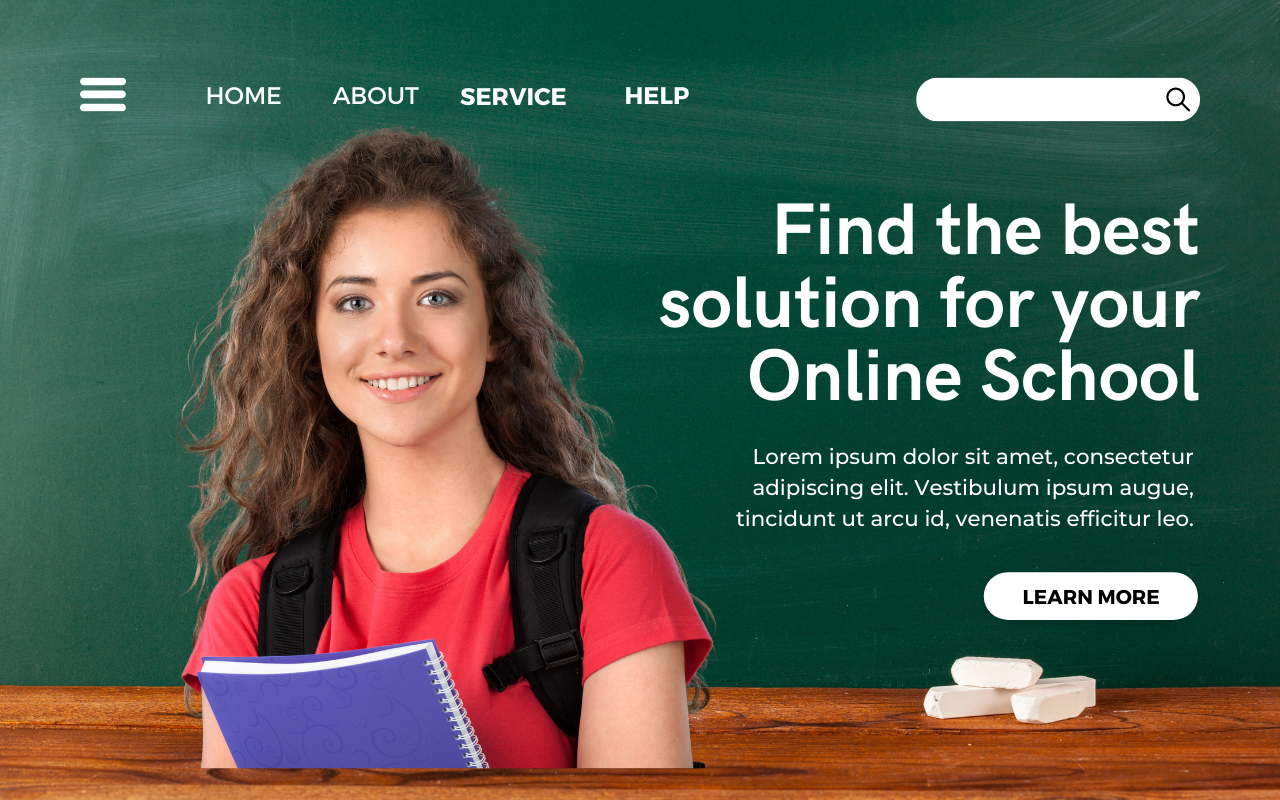 HOME ABOUT SERVICE HELP
Find the best
solution for your
Online School
Lorem ipsum dolor sit amet, consectetur
adipiscing elit. Vestibulum ipsum augue,
tincidunt ut arcu id, venenatis efficitur leo.
LEARN MORE